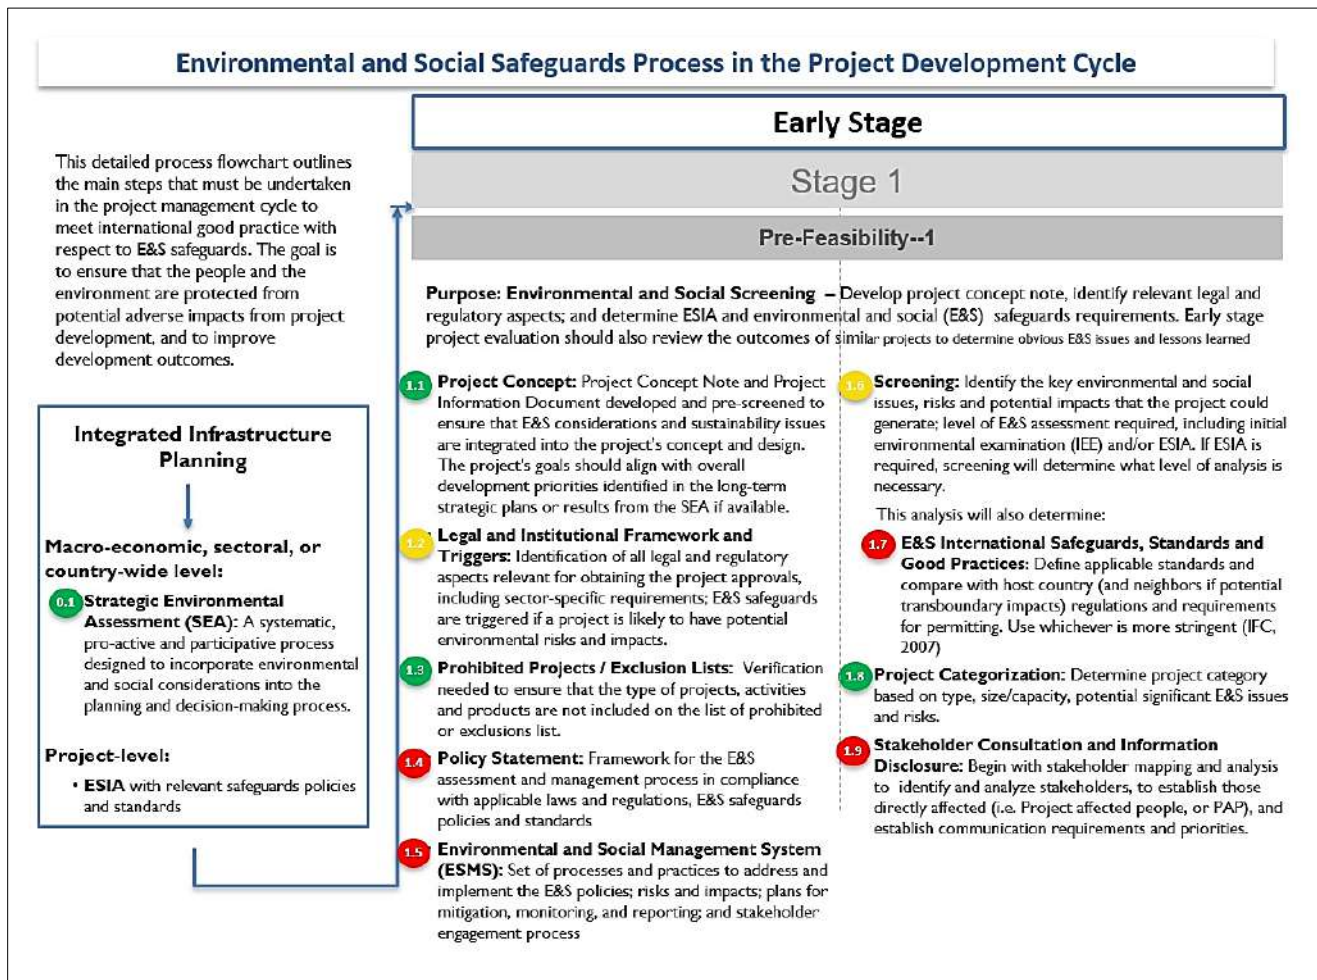 Environmental and Social Safeguards Process in the Project Development Cycle
This detailed process flowchart outlines
the main steps that must be undertaken
in the project management cycle to
meet international good practice with
respect to E&S safeguards. The goal is
to ensure that the people and the
environment are protected from
potential adverse impacts from project
development, and to improve
development outcomes.
Integrated Infrastructure
Planning
Macro-economic, sectoral, or
country-wide level:
0.1 Strategic Environmental
Assessment (SEA): A systematic,
pro-active and participative process
designed to incorporate environmental
and social considerations into the
planning and decision-making process.
Project-level:
• ESIA with relevant safeguards policies
and standards
Early Stage
Stage 1
Pre-Feasibility--1
Purpose: Environmental and Social Screening – Develop project concept note, identify relevant legal and
regulatory aspects; and determine ESIA and environmental and social (E&S) safeguards requirements. Early stage
project evaluation should also review the outcomes of similar projects to determine obvious E&S issues and lessons learned
1.1 Project Concept: Project Concept Note and Project
Information Document developed and pre-screened to
ensure that E&S considerations and sustainability issues
are integrated into the project's concept and design.
The project's goals should align with overall
development priorities identified in the long-term
strategic plans or results from the SEA if available.
1.2 Legal and Institutional Framework and
Triggers: Identification of all legal and regulatory
aspects relevant for obtaining the project approvals,
including sector-specific requirements; E&S safeguards
are triggered if a project is likely to have potential
environmental risks and impacts.
1.3 Prohibited Projects / Exclusion Lists: Verification
needed to ensure that the type of projects, activities
and products are not included on the list of prohibited
or exclusions list.
1.4 Policy Statement: Framework for the E&S
assessment and management process in compliance
with applicable laws and regulations, E&S safeguards
policies and standards
1.5 Environmental and Social Management System
(ESMS): Set of processes and practices to address and
implement the E&S policies; risks and impacts; plans for
mitigation, monitoring, and reporting; and stakeholder
engagement process
1.6 Screening: Identify the key environmental and social
issues, risks and potential impacts that the project could
generate; level of E&S assessment required, including initial
environmental examination (IEE) and/or ESIA. If ESIA is
required, screening will determine what level of analysis is
necessary.
This analysis will also determine:
1.7 E&S International Safeguards, Standards and
Good Practices: Define applicable standards and
compare with host country (and neighbors if potential
transboundary impacts) regulations and requirements
for permitting. Use whichever is more stringent (IFC,
2007)
1.8 Project Categorization: Determine project category
based on type, size/capacity, potential significant E&S issues
and risks.
1.9 Stakeholder Consultation and Information
Disclosure: Begin with stakeholder mapping and analysis
to identify and analyze stakeholders, to establish those
directly affected (i.e. Project affected people, or PAP), and
establish communication requirements and priorities.